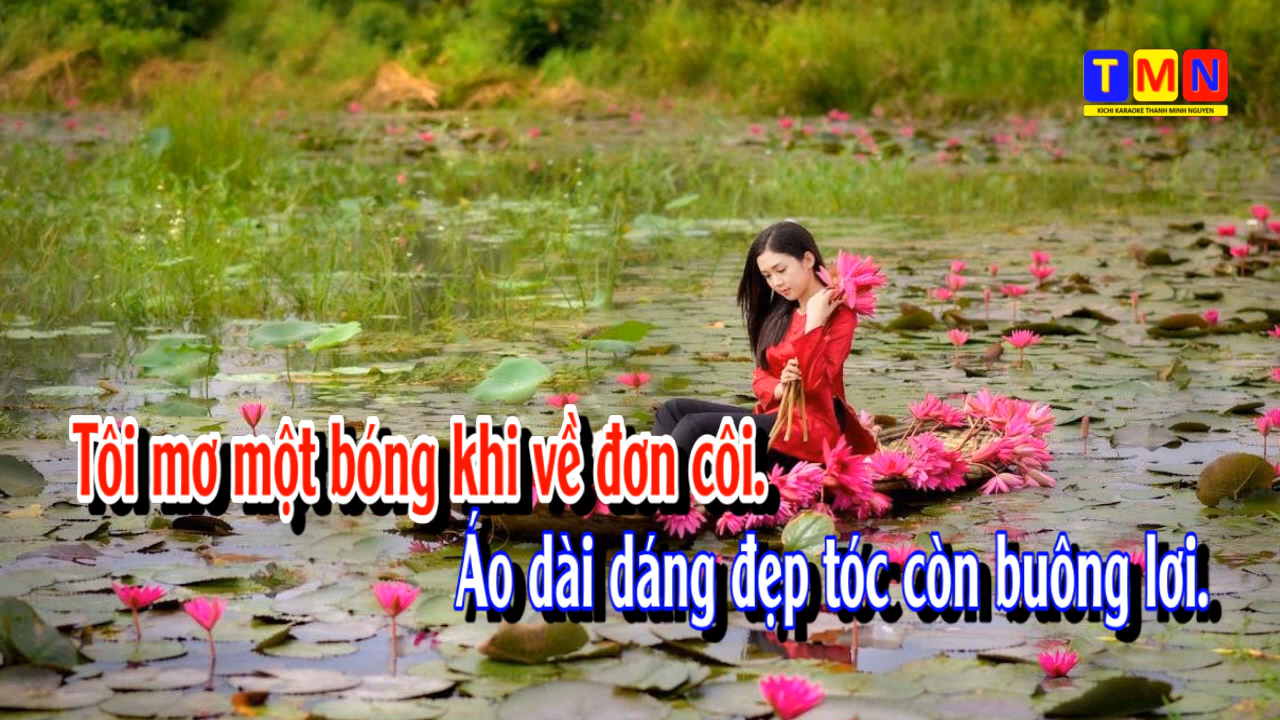 TMN
KICHI KARAOKE THANH MINH NGUYEN
Tôi mơ một bóng khi về đơn côi.
Áo dài dáng đẹp tóc còn buông lơi.